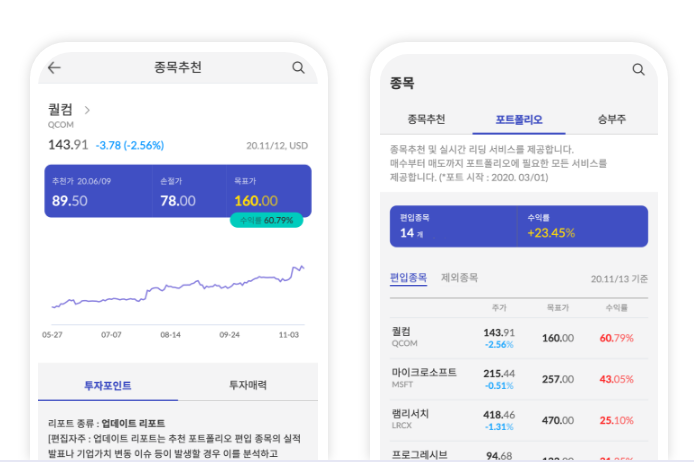 종목추천
퀄컴
QCOM
143.91 -3.78 (-2.56%)
20.11/12, USD
추천가 20.06/09
손절가
목표가
89.50
78.00
160.00
수익률 60.79%
05-27
07-07
08-14
09-24
11-03
투자포인트
투자매력
리포트 종류 : 업데이트 리포트
[편집자주 : 업데이트 리포트는 추천 포트폴리오 편입 종목의 실적
발표나 기업가치 변동 이슈 등이 발생할 경우 이를 분석하고
종목
종목추천
포트폴리오
승부주
종목추천 및 실시간 리딩 서비스를 제공합니다.
매수부터 매도까지 포트폴리오에 필요한 모든 서비스를
제공합니다. (*포트 시작 : 2020. 03/01)
편입종목
수익률
14 개
+23.45%
편입종목
제외종목
20.11/13 기준
주가
목표가
수익률
퀄컴
QCOM
143.91
-2.56%
160.00
60.79%
마이크로소프트
MSFT
215.44
-0.51%
257.00
43.05%
램리서치
LRCX
418.46
-1.31%
470.00
25.10%
프로그레시브
94.68